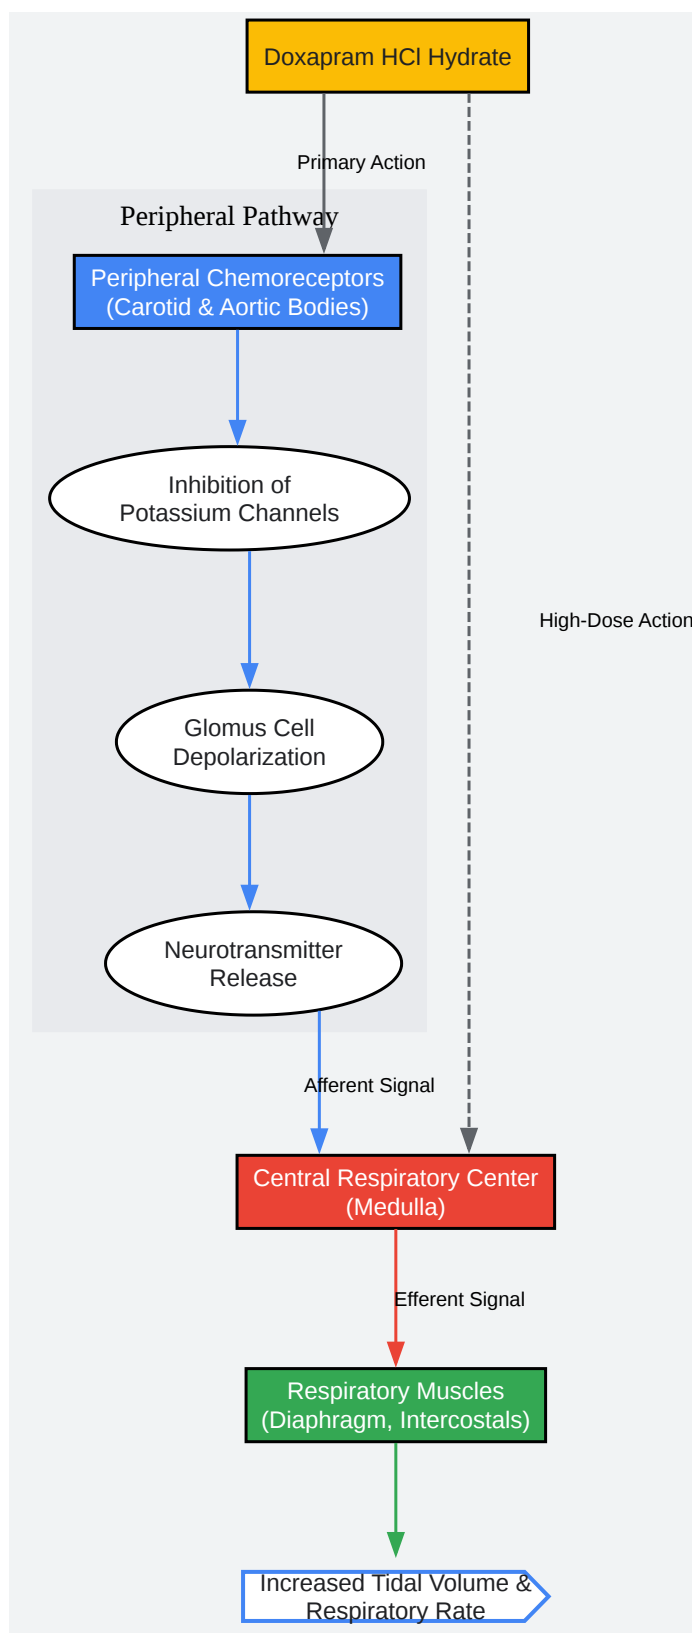 Doxapram HCl Hydrate
Primary Action
Peripheral Pathway
Peripheral Chemoreceptors
(Carotid & Aortic Bodies)
Inhibition of
Potassium Channels
High-Dose Action
Glomus Cell
Depolarization
Neurotransmitter
Release
Afferent Signal
Central Respiratory Center
(Medulla)
Efferent Signal
Respiratory Muscles
(Diaphragm, Intercostals)
Increased Tidal Volume &
Respiratory Rate